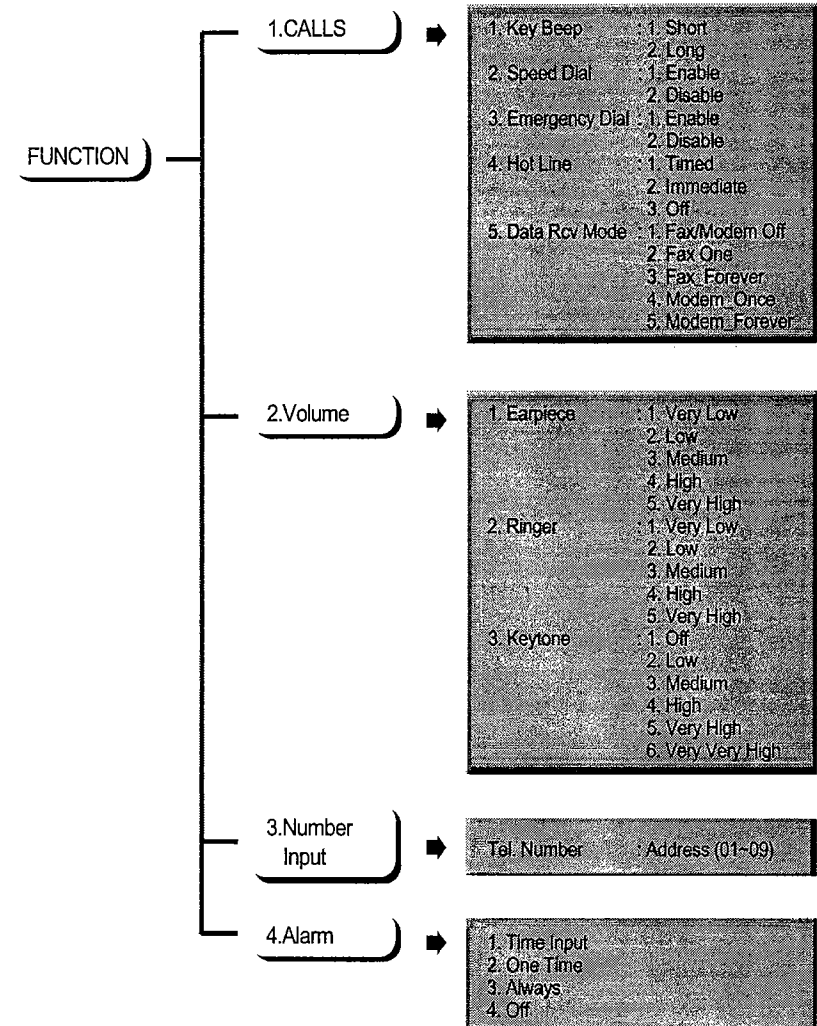 FUNCTION
1.CALLS
1. Key Beep : 1. Short
2. Long
2. Speed Dial : 1. Enable
2. Disable
3. Emergency Dial : 1. Enable
2. Disable
4. Hot Line : 1. Timed
2. Immediate
3. Off
5. Data Rcv Mode : 1. Fax/Modem Off
2. Fax One
3. Fax_Forever
4. Modem_Once
5. Modem_Forever
2.Volume
1. Earpiece : 1. Very Low
2. Low
3. Medium
4. High
5. Very High
2. Ringer : 1. Very Low
2. Low
3. Medium
4. High
5. Very High
3. Keytone : 1. Off
2. Low
3. Medium
4. High
5. Very High
6. Very Very High
3.Number
Input
Tel. Number : Address (01~09)
4.Alarm
1. Time Input
2. One Time
3. Always
4. Off